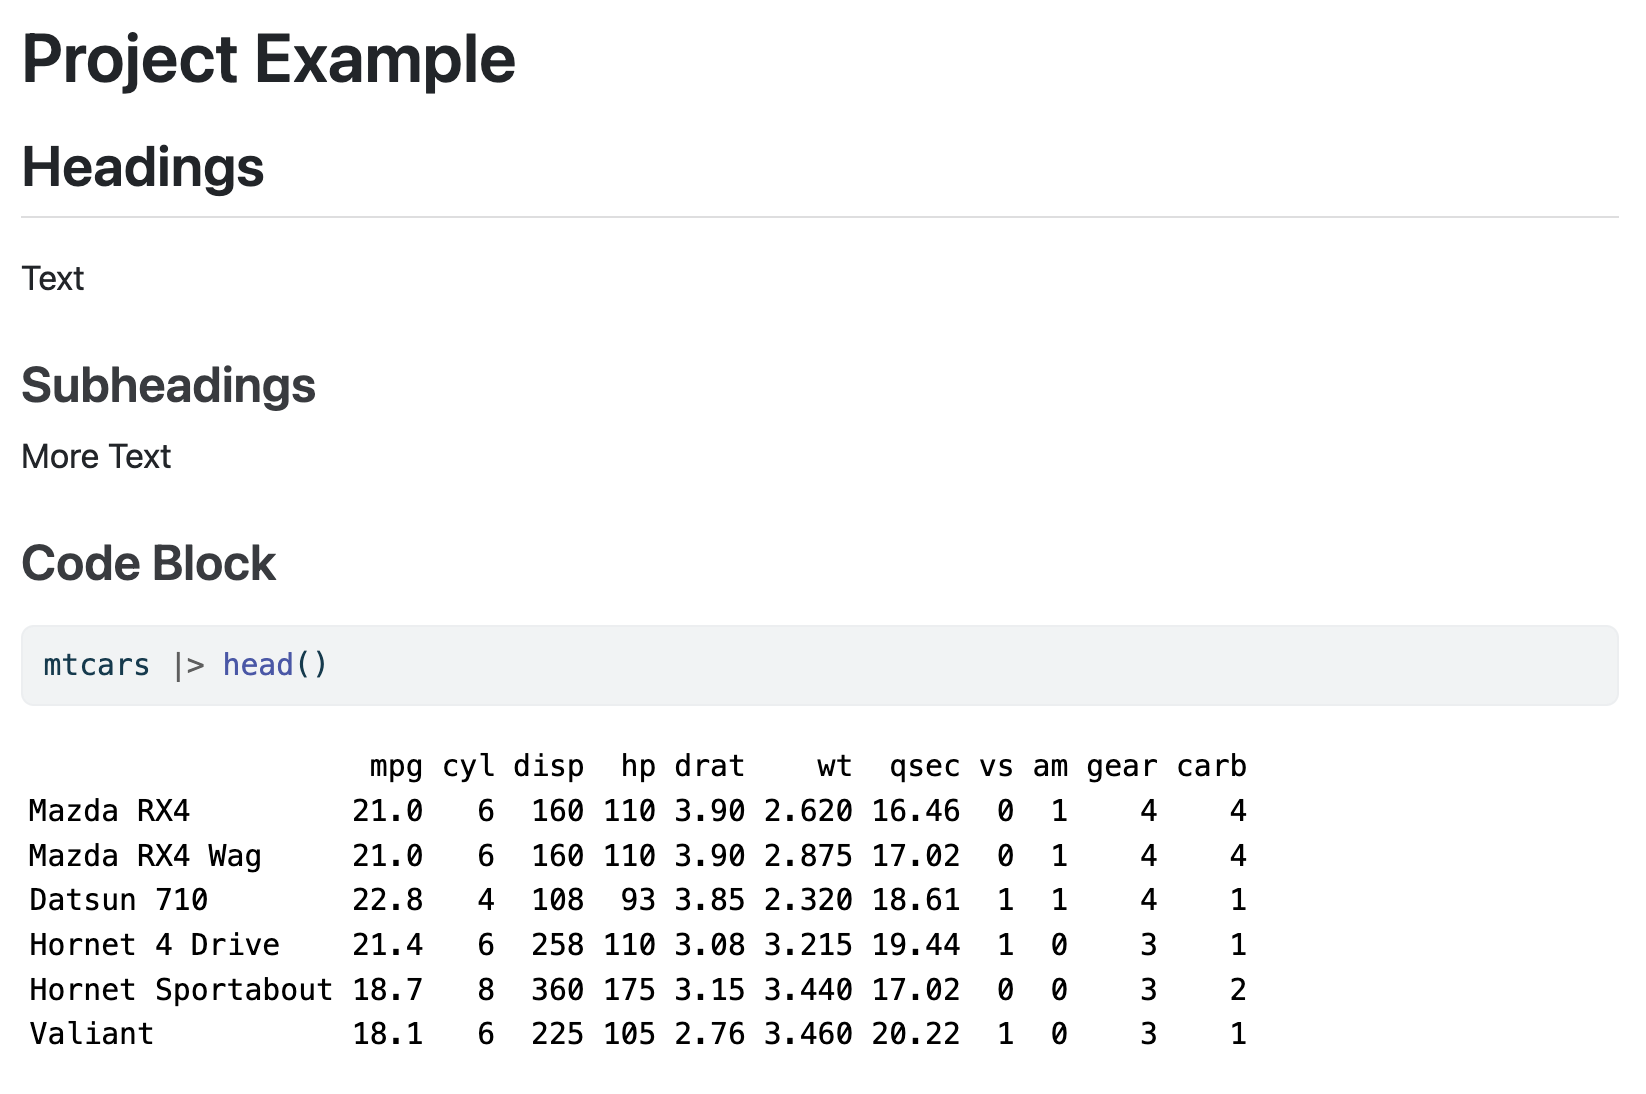 Project Example
Headings
Text
Subheadings
More Text
Code Block
mtcars |> head()
                   mpg cyl disp  hp drat    wt  qsec vs am gear carb
Mazda RX4         21.0   6  160 110 3.90 2.620 16.46  0  1    4    4
Mazda RX4 Wag     21.0   6  160 110 3.90 2.875 17.02  0  1    4    4
Datsun 710        22.8   4  108  93 3.85 2.320 18.61  1  1    4    1
Hornet 4 Drive    21.4   6  258 110 3.08 3.215 19.44  1  0    3    1
Hornet Sportabout 18.7   8  360 175 3.15 3.440 17.02  0  0    3    2
Valiant           18.1   6  225 105 2.76 3.460 20.22  1  0    3    1